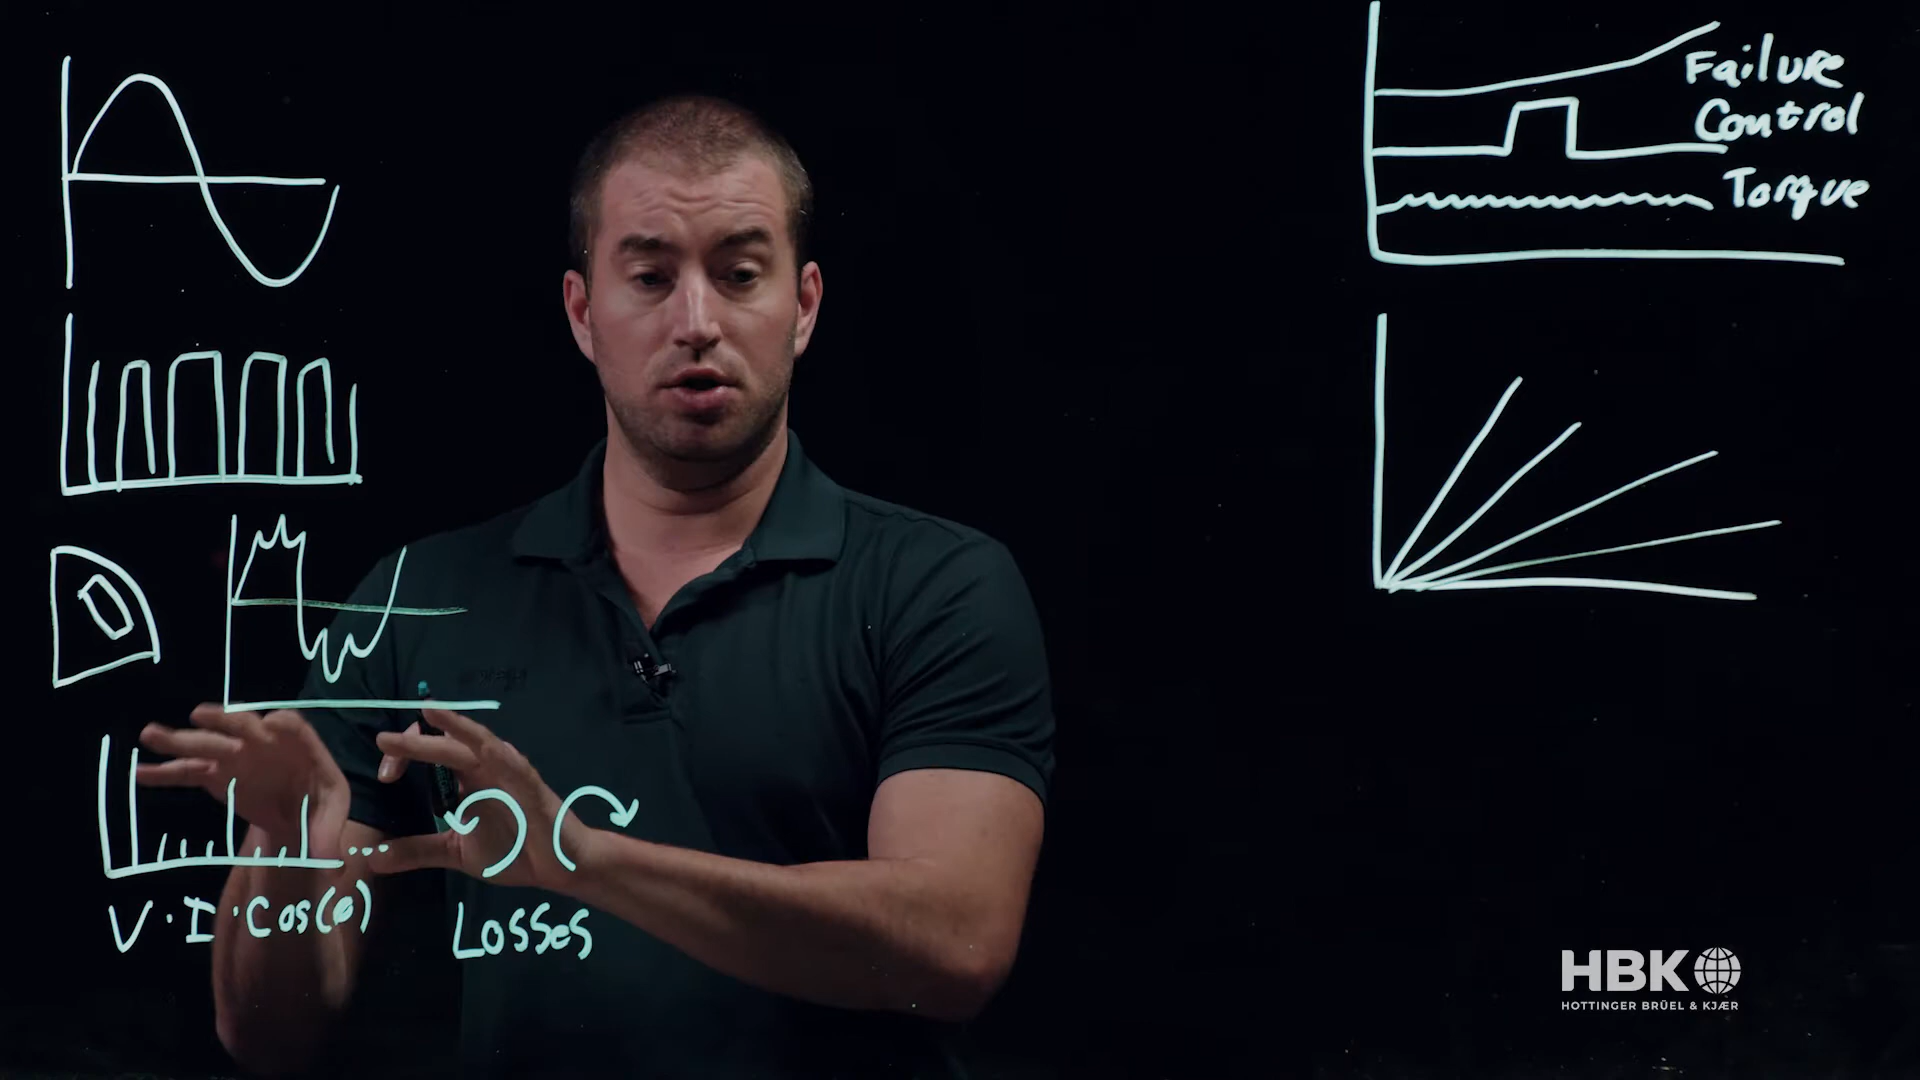 Failure
Control
Torque
V·I·Cos(θ)
Losses
HBK
HOTTINGER BRÜEL & KJÆR